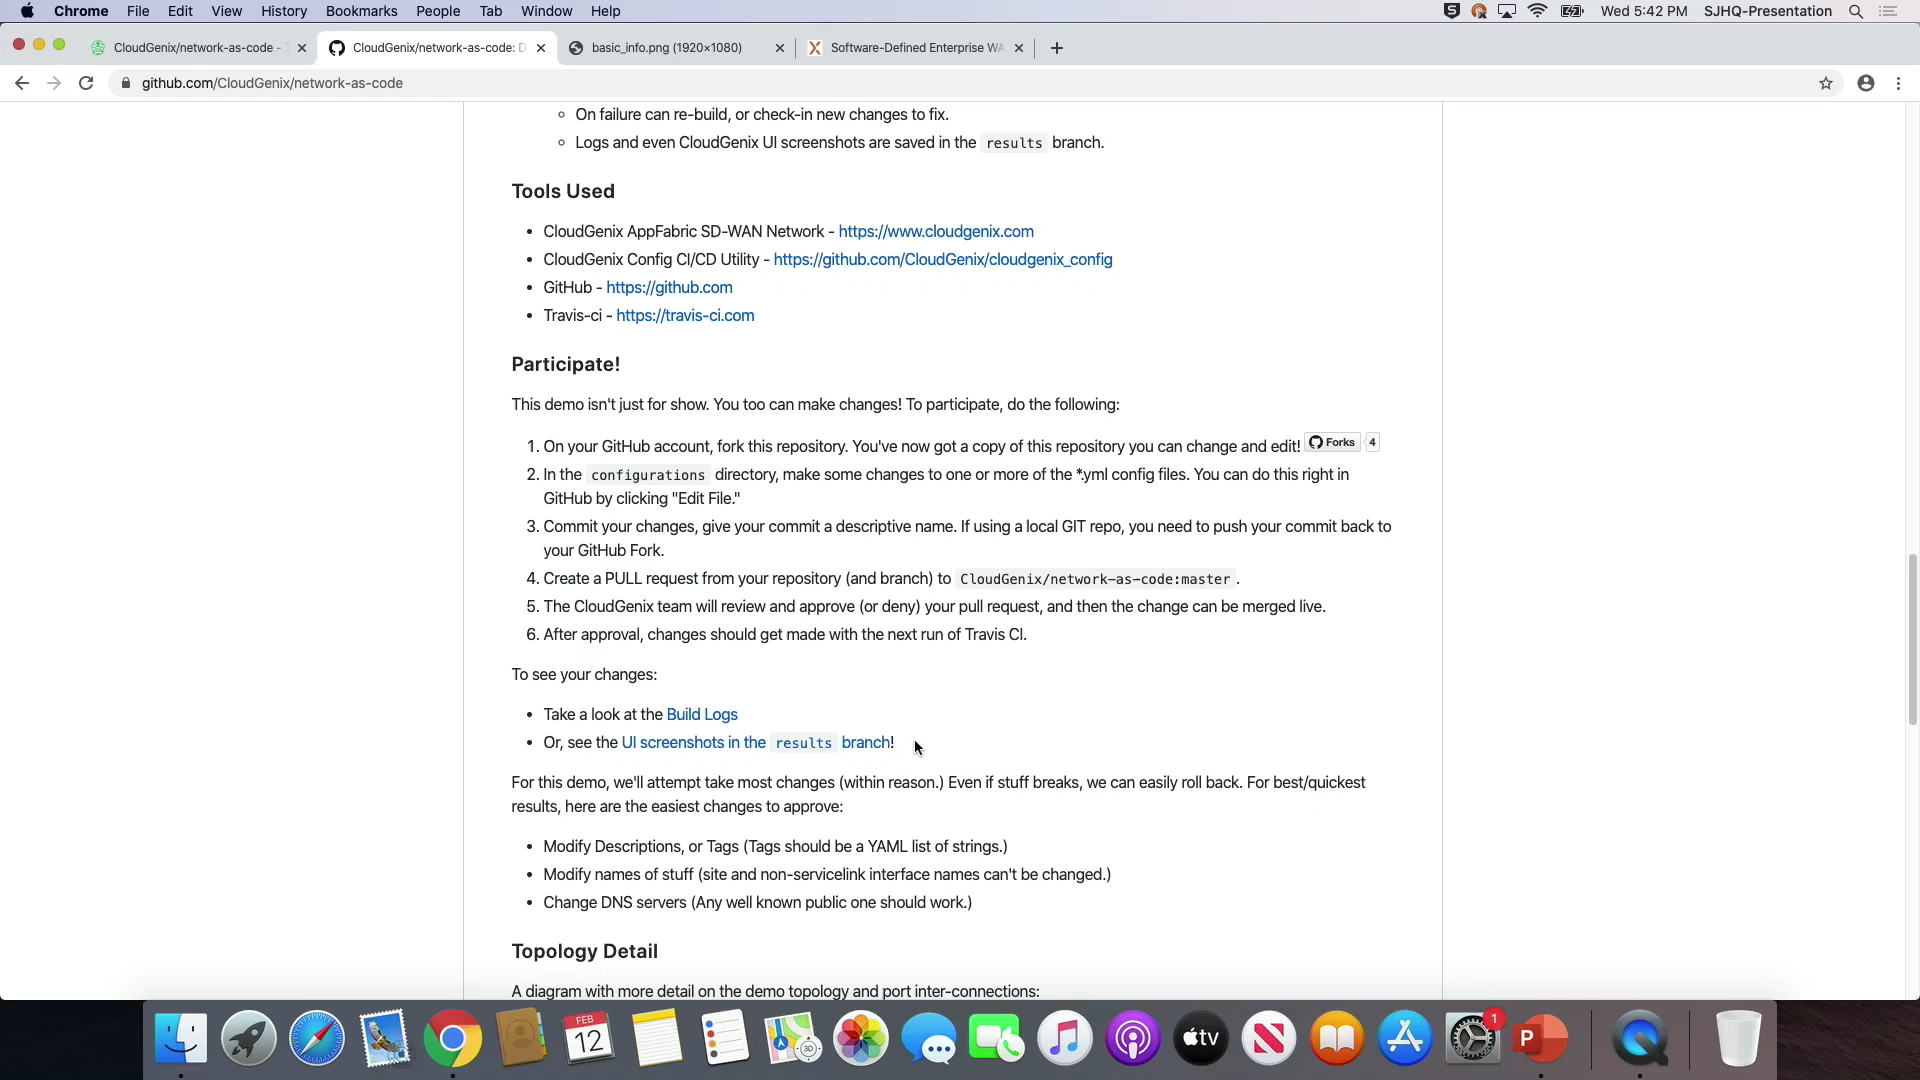 Chrome File Edit View History Bookmarks People Tab Window Help
Wed 5:42 PM SJHQ-Presentation
CloudGenix/network-as-code -
CloudGenix/network-as-code: D
basic_info.png (1920×1080)
Software-Defined Enterprise WA
github.com/CloudGenix/network-as-code
On failure can re-build, or check-in new changes to fix.
Logs and even CloudGenix UI screenshots are saved in the results branch.
Tools Used
CloudGenix AppFabric SD-WAN Network - https://www.cloudgenix.com
CloudGenix Config CI/CD Utility - https://github.com/CloudGenix/cloudgenix_config
GitHub - https://github.com
Travis-ci - https://travis-ci.com
Participate!
This demo isn't just for show. You too can make changes! To participate, do the following:
1. On your GitHub account, fork this repository. You've now got a copy of this repository you can change and edit! Forks 4
2. In the configurations directory, make some changes to one or more of the *.yml config files. You can do this right in
GitHub by clicking "Edit File."
3. Commit your changes, give your commit a descriptive name. If using a local GIT repo, you need to push your commit back to
your GitHub Fork.
4. Create a PULL request from your repository (and branch) to CloudGenix/network-as-code:master .
5. The CloudGenix team will review and approve (or deny) your pull request, and then the change can be merged live.
6. After approval, changes should get made with the next run of Travis CI.
To see your changes:
Take a look at the Build Logs
Or, see the UI screenshots in the results branch!
For this demo, we'll attempt take most changes (within reason.) Even if stuff breaks, we can easily roll back. For best/quickest
results, here are the easiest changes to approve:
Modify Descriptions, or Tags (Tags should be a YAML list of strings.)
Modify names of stuff (site and non-servicelink interface names can't be changed.)
Change DNS servers (Any well known public one should work.)
Topology Detail
A diagram with more detail on the demo topology and port inter-connections:
FEB
12
3D
tv
1
P